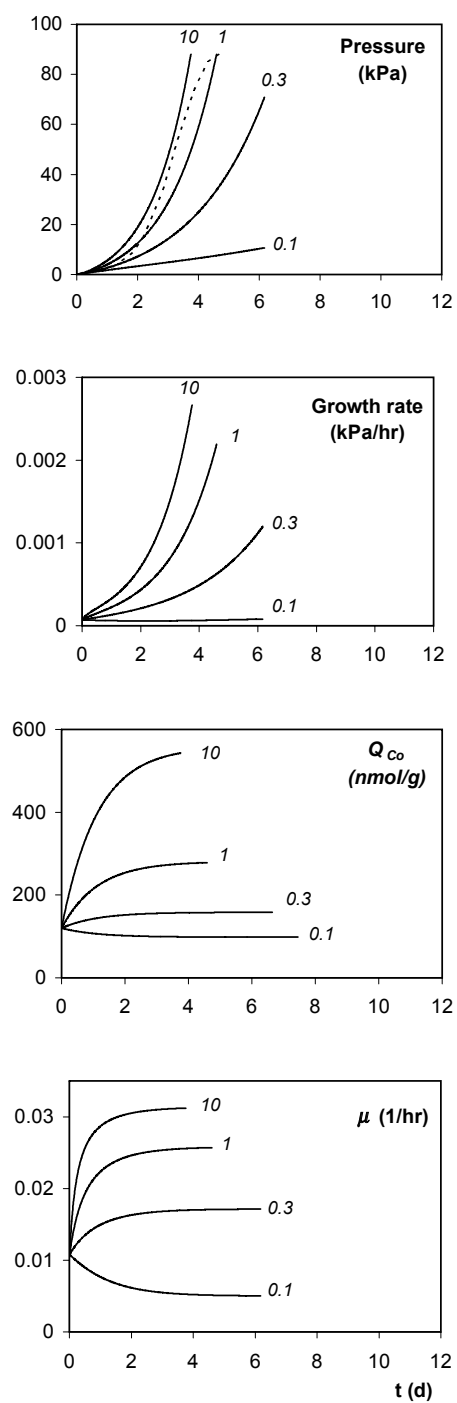 100
10
1
Pressure
(kPa)
80
0.3
60
40
20
0.1
0
0 2 4 6 8 10 12
0.003
10
Growth rate
(kPa/hr)
1
0.002
0.3
0.001
0.1
0
0 2 4 6 8 10 12
600
Q Co
(nmol/g)
10
400
1
200
0.3
0.1
0
0 2 4 6 8 10 12
10
μ (1/hr)
0.03
1
0.02
0.3
0.01
0.1
0
0 2 4 6 8 10 12
t (d)